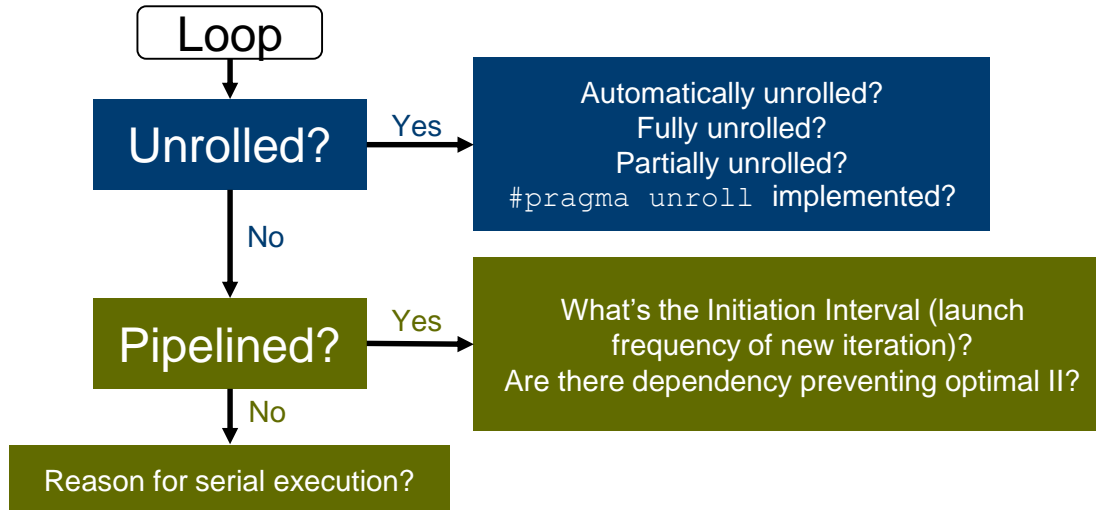 Loop
Unrolled?
Yes
Automatically unrolled?
Fully unrolled?
Partially unrolled?
#pragma unroll implemented?
No
Pipelined?
Yes
What’s the Initiation Interval (launch
frequency of new iteration)?
Are there dependency preventing optimal II?
No
Reason for serial execution?